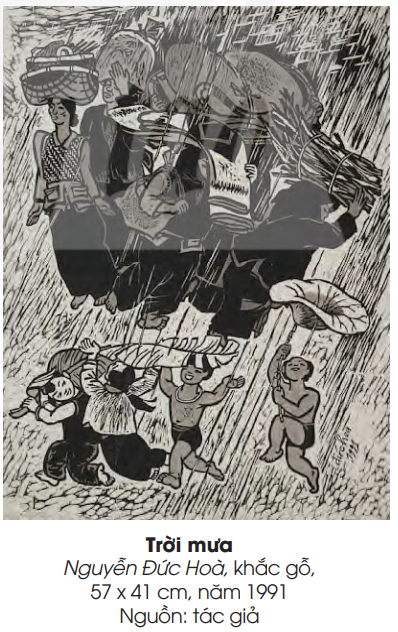 Trời mưa
Nguyễn Đức Hoà, khắc gỗ,
57 x 41 cm, năm 1991
Nguồn: tác giả